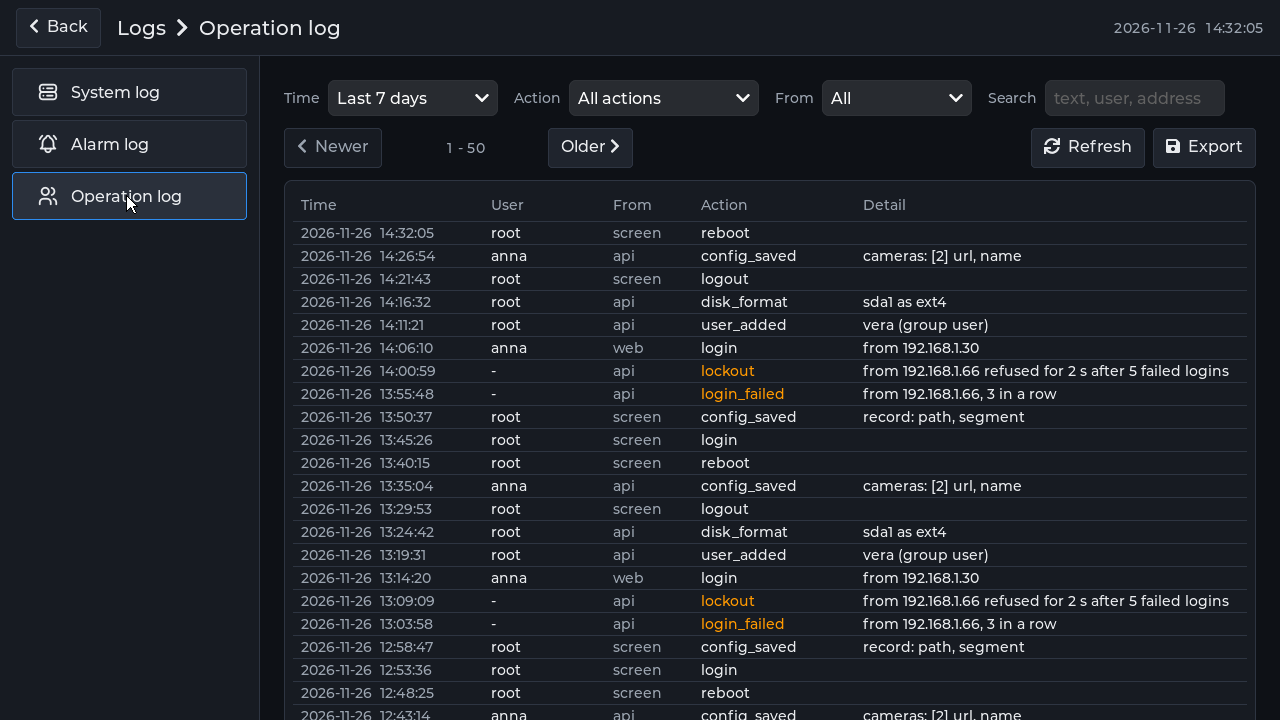 Back Logs Operation log 2026-11-26 14:32:05
System log
Alarm log
Operation log
Time Last 7 days Action All actions From All Search text, user, address
Newer 1 - 50 Older Refresh Export
Time User From Action Detail
2026-11-26 14:32:05 root screen reboot
2026-11-26 14:26:54 anna api config_saved cameras: [2] url, name
2026-11-26 14:21:43 root screen logout
2026-11-26 14:16:32 root api disk_format sda1 as ext4
2026-11-26 14:11:21 root api user_added vera (group user)
2026-11-26 14:06:10 anna web login from 192.168.1.30
2026-11-26 14:00:59 - api lockout from 192.168.1.66 refused for 2 s after 5 failed logins
2026-11-26 13:55:48 - api login_failed from 192.168.1.66, 3 in a row
2026-11-26 13:50:37 root screen config_saved record: path, segment
2026-11-26 13:45:26 root screen login
2026-11-26 13:40:15 root screen reboot
2026-11-26 13:35:04 anna api config_saved cameras: [2] url, name
2026-11-26 13:29:53 root screen logout
2026-11-26 13:24:42 root api disk_format sda1 as ext4
2026-11-26 13:19:31 root api user_added vera (group user)
2026-11-26 13:14:20 anna web login from 192.168.1.30
2026-11-26 13:09:09 - api lockout from 192.168.1.66 refused for 2 s after 5 failed logins
2026-11-26 13:03:58 - api login_failed from 192.168.1.66, 3 in a row
2026-11-26 12:58:47 root screen config_saved record: path, segment
2026-11-26 12:53:36 root screen login
2026-11-26 12:48:25 root screen reboot
2026-11-26 12:43:14 anna api config_saved cameras: [2] url, name